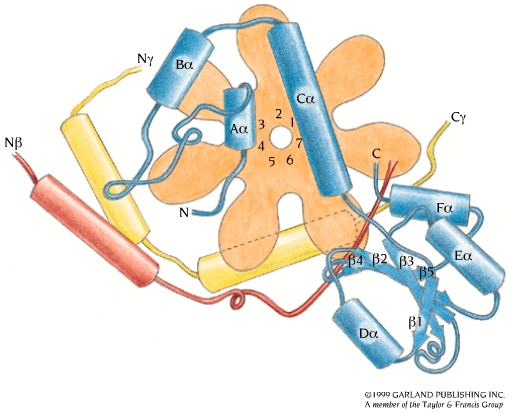 Nγ
Bα
Cα
Aα
2
3
1
4
7
5
6
Nβ
Cγ
C
N
Fα
β4
β2
β3
β5
Eα
β1
Dα
©1999 GARLAND PUBLISHING INC.
A member of the Taylor & Francis Group